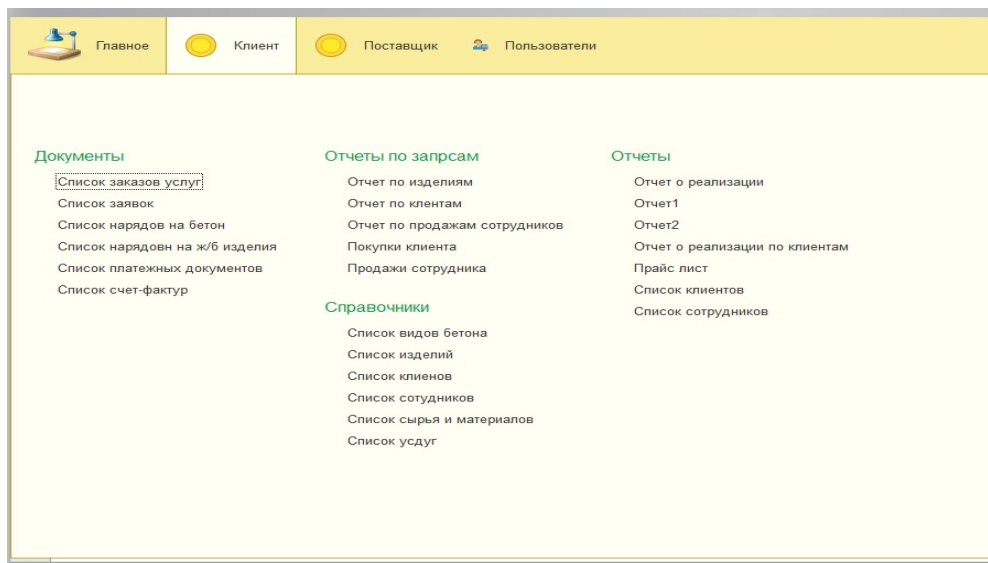 Главное
Клиент
Поставщик
Пользователи
Документы
Список заказов услуг
Список заявок
Список нарядов на бетон
Список нарядовн на ж/б изделия
Список платежных документов
Список счет-фактур
Отчеты по запрсам
Отчет по изделиям
Отчет по клентам
Отчет по продажам сотрудников
Покупки клиента
Продажи сотрудника
Справочники
Список видов бетона
Список изделий
Список клиенов
Список сотудников
Список сырья и материалов
Список усдуг
Отчеты
Отчет о реализации
Отчет1
Отчет2
Отчет о реализации по клиентам
Прайс лист
Список клиентов
Список сотрудников